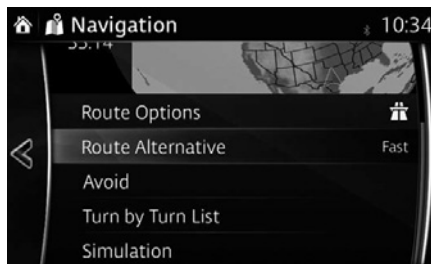 Navigation 10:34
Route Options
Route Alternative Fast
Avoid
Turn by Turn List
Simulation